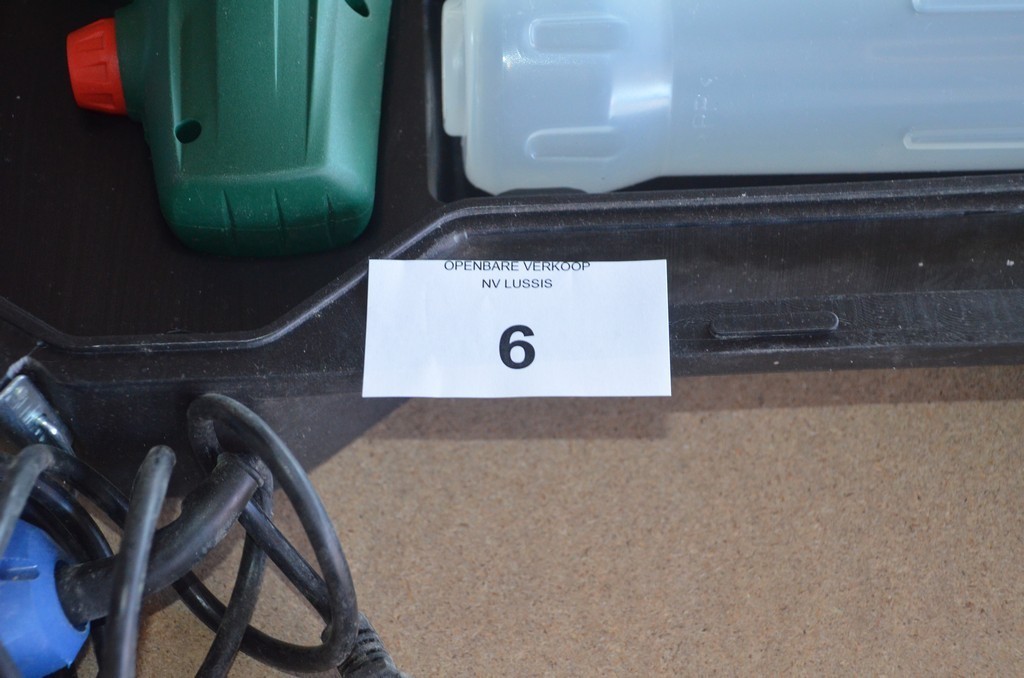 OPENBARE VERKOOP
NV LUSSIS
6